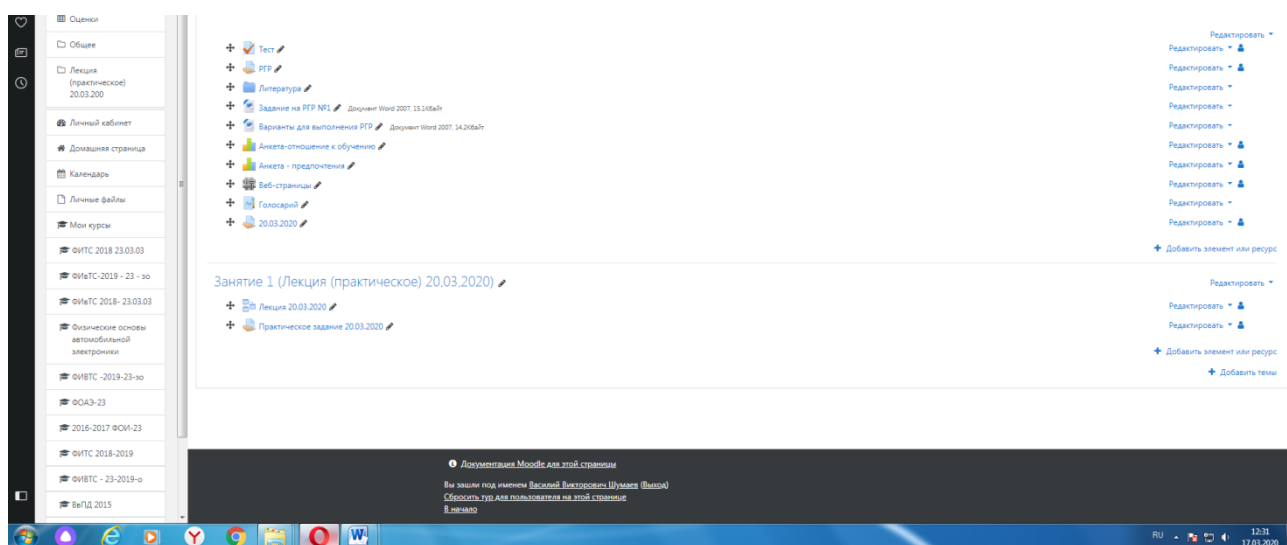 Оценки
Общее
Лекция
(практическое)
20.03.200
Личный кабинет
Домашняя страница
Календарь
Личные файлы
Мои курсы
ФИТС 2018 23.03.03
ФИвТС-2019 - 23 - зо
ФИвТС 2018- 23.03.03
Физические основы
автомобильной
электроники
ФИВТС -2019-23-зо
ФОАЭ-23
2016-2017 ФОИ-23
ФИТС 2018-2019
ФИВТС - 23-2019-о
ВеПД 2015
Редактировать
Тест Редактировать
РГР Редактировать
Литература Редактировать
Задание на РГР №1 Документ Word 2007, 15.1Кбайт Редактировать
Варианты для выполнения РГР Документ Word 2007, 14.2Кбайт Редактировать
Анкета-отношение к обучению Редактировать
Анкета - предпочтения Редактировать
Веб-страницы Редактировать
Голосарий Редактировать
20.03.2020 Редактировать
Добавить элемент или ресурс
Занятие 1 (Лекция (практическое) 20.03.2020) Редактировать
Лекция 20.03.2020 Редактировать
Практическое задание 20.03.2020 Редактировать
Добавить элемент или ресурс
Добавить темы
Документация Moodle для этой страницы
Вы зашли под именем Василий Викторович Шумаев (Выход)
Сбросить тур для пользователя на этой странице
В начало
RU 12:31
17.03.2020